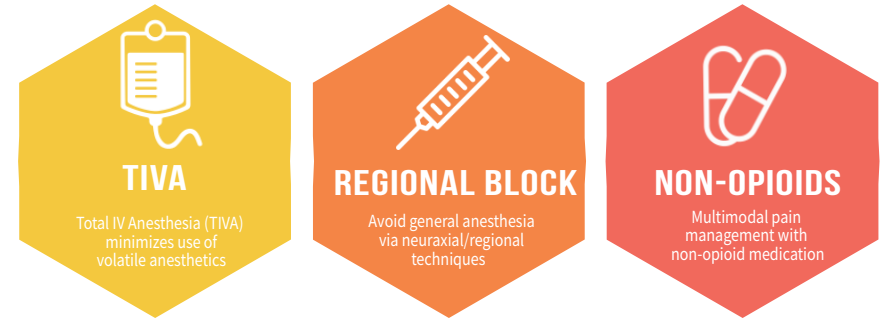 TIVA
Total IV Anesthesia (TIVA)
minimizes use of
volatile anesthetics
REGIONAL BLOCK
Avoid general anesthesia
via neuraxial/regional
techniques
NON-OPIOIDS
Multimodal pain
management with
non-opioid medication